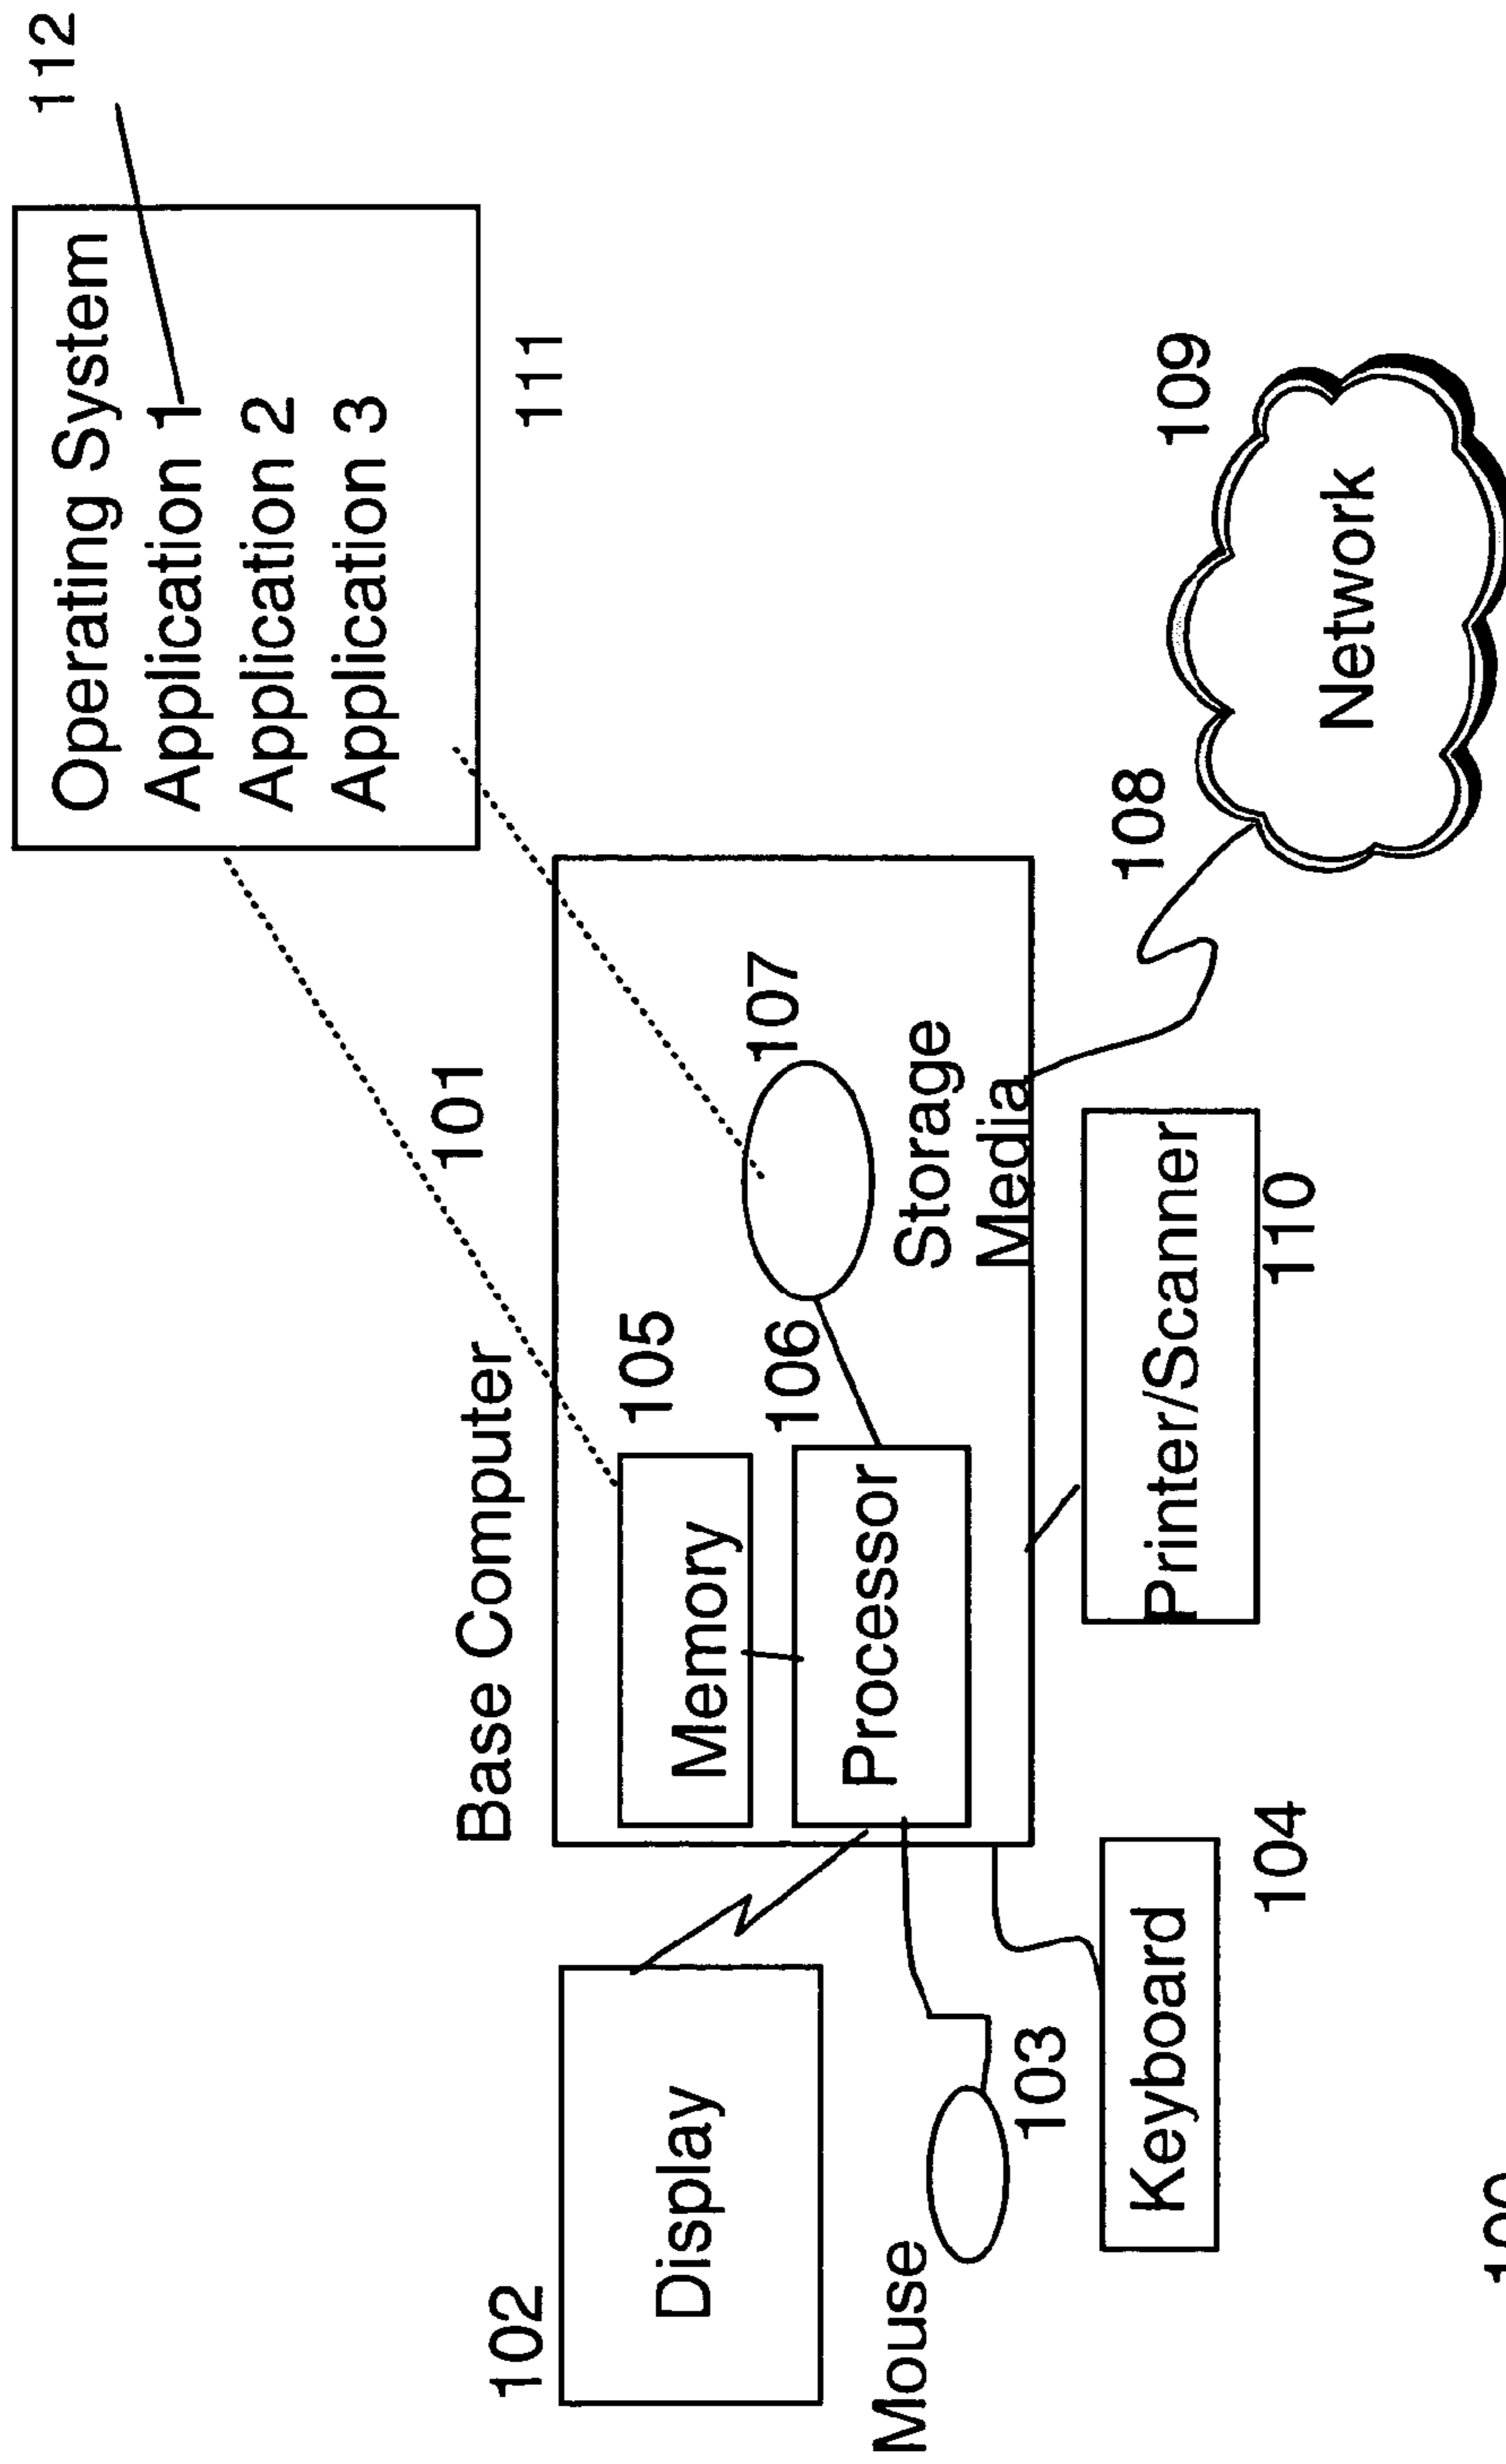 112
Operating System
Application 1
Application 2
Application 3
111
101
Base Computer
102
Display
Memory
105
Processor
106
107
Storage
Media
108
109
Network
Mouse
103
Keyboard
104
Printer/Scanner
110
100